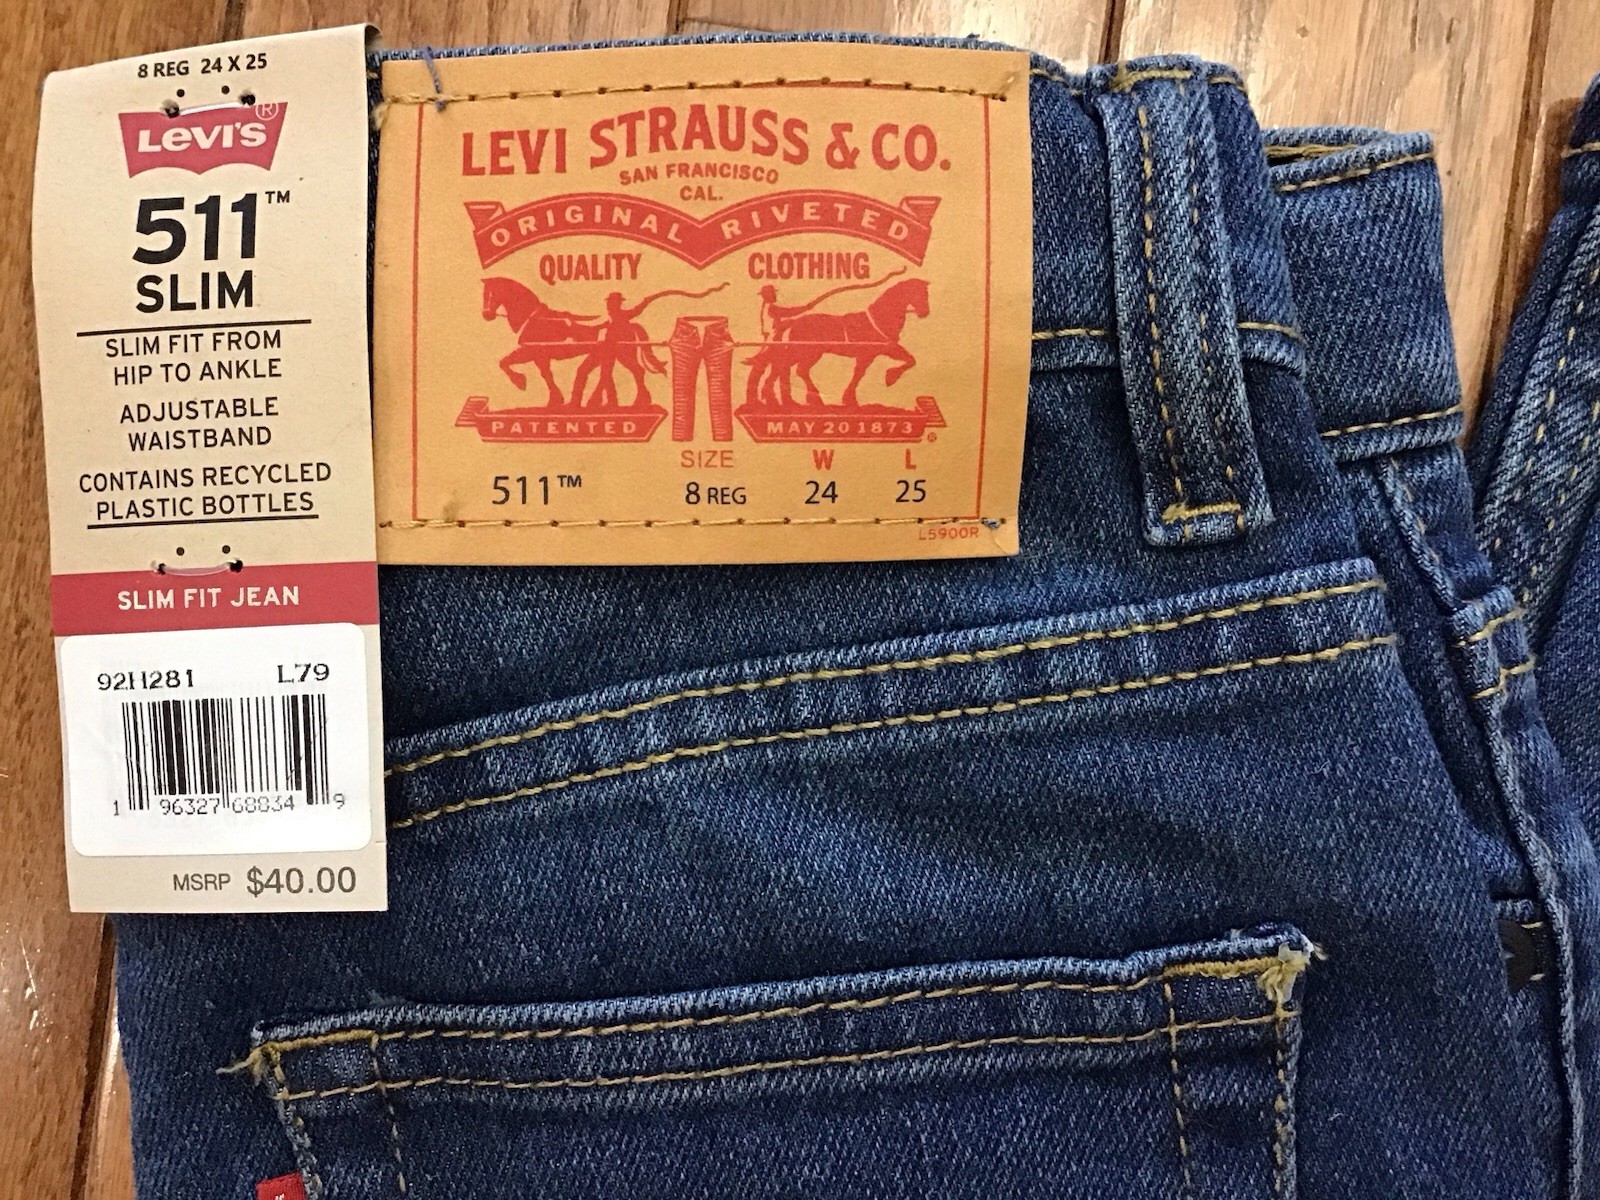 8 REG 24 X 25
LEVI'S ®
511™
SLIM
SLIM FIT FROM
HIP TO ANKLE
ADJUSTABLE
WAISTBAND
CONTAINS RECYCLED
PLASTIC BOTTLES
SLIM FIT JEAN
92H281 L79
1 96327 68834 9
MSRP $40.00
LEVI STRAUSS & CO.
SAN FRANCISCO
CAL.
ORIGINAL RIVETED
QUALITY CLOTHING
PATENTED MAY 20 1873 ®
SIZE W L
511™ 8 REG 24 25
L5900R